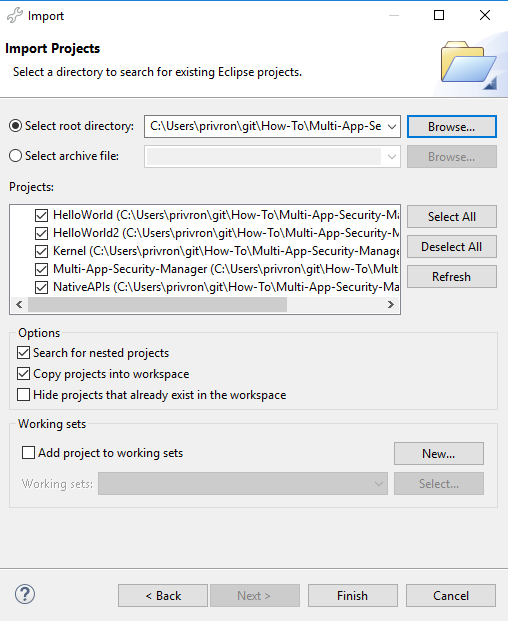 Import
Import Projects
Select a directory to search for existing Eclipse projects.
Select root directory: C:\Users\privron\git\How-To\Multi-App-Se Browse...
Select archive file: Browse...
Projects:
HelloWorld (C:\Users\privron\git\How-To\Multi-App-Security-Ma Select All
HelloWorld2 (C:\Users\privron\git\How-To\Multi-App-Security-M
Kernel (C:\Users\privron\git\How-To\Multi-App-Security-Manage Deselect All
Multi-App-Security-Manager (C:\Users\privron\git\How-To\Mult Refresh
NativeAPIs (C:\Users\privron\git\How-To\Multi-App-Security-Ma
Options
Search for nested projects
Copy projects into workspace
Hide projects that already exist in the workspace
Working sets
Add project to working sets New...
Working sets: Select...
? < Back Next > Finish Cancel